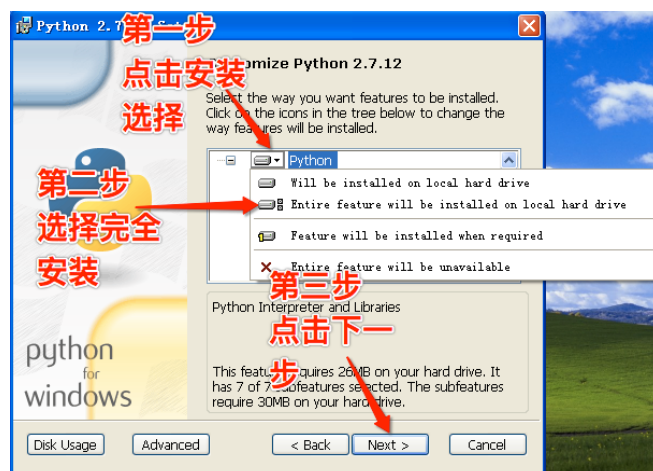 Python 2.7
第一步
点击安装
选择
Customize Python 2.7.12
Select the way you want features to be installed.
Click on the icons in the tree below to change the
way features will be installed.
Python
第二步
选择完全
安装
Will be installed on local hard drive
Entire feature will be installed on local hard drive
Feature will be installed when required
Entire feature will be unavailable
第三步
点击下一
步
Python Interpreter and Libraries
This feature requires 26MB on your hard drive. It
has 7 of 7 subfeatures selected. The subfeatures
require 30MB on your hard drive.
python
for
windows
Disk Usage
Advanced
< Back
Next >
Cancel